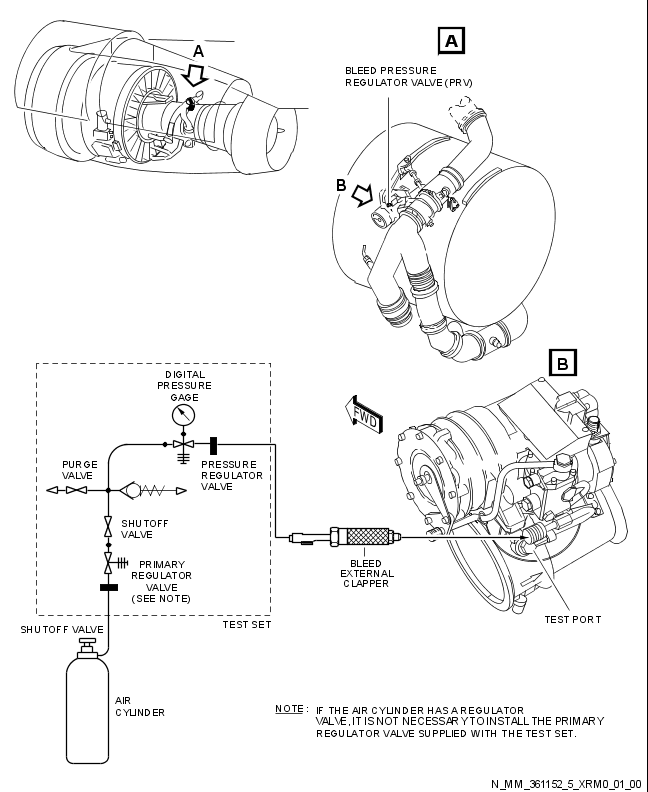 A
A
BLEED PRESSURE
REGULATOR VALVE (PRV)
B
B
DIGITAL
PRESSURE
GAGE
FWD
PURGE
VALVE
PRESSURE
REGULATOR
VALVE
SHUTOFF
VALVE
PRIMARY
REGULATOR
VALVE
(SEE NOTE)
BLEED
EXTERNAL
CLAPPER
TEST PORT
TEST SET
SHUTOFF VALVE
AIR
CYLINDER
NOTE: IF THE AIR CYLINDER HAS A REGULATOR
VALVE, IT IS NOT NECESSARY TO INSTALL THE PRIMARY
REGULATOR VALVE SUPPLIED WITH THE TEST SET.
N_MM_361152_5_XRM0_01_00